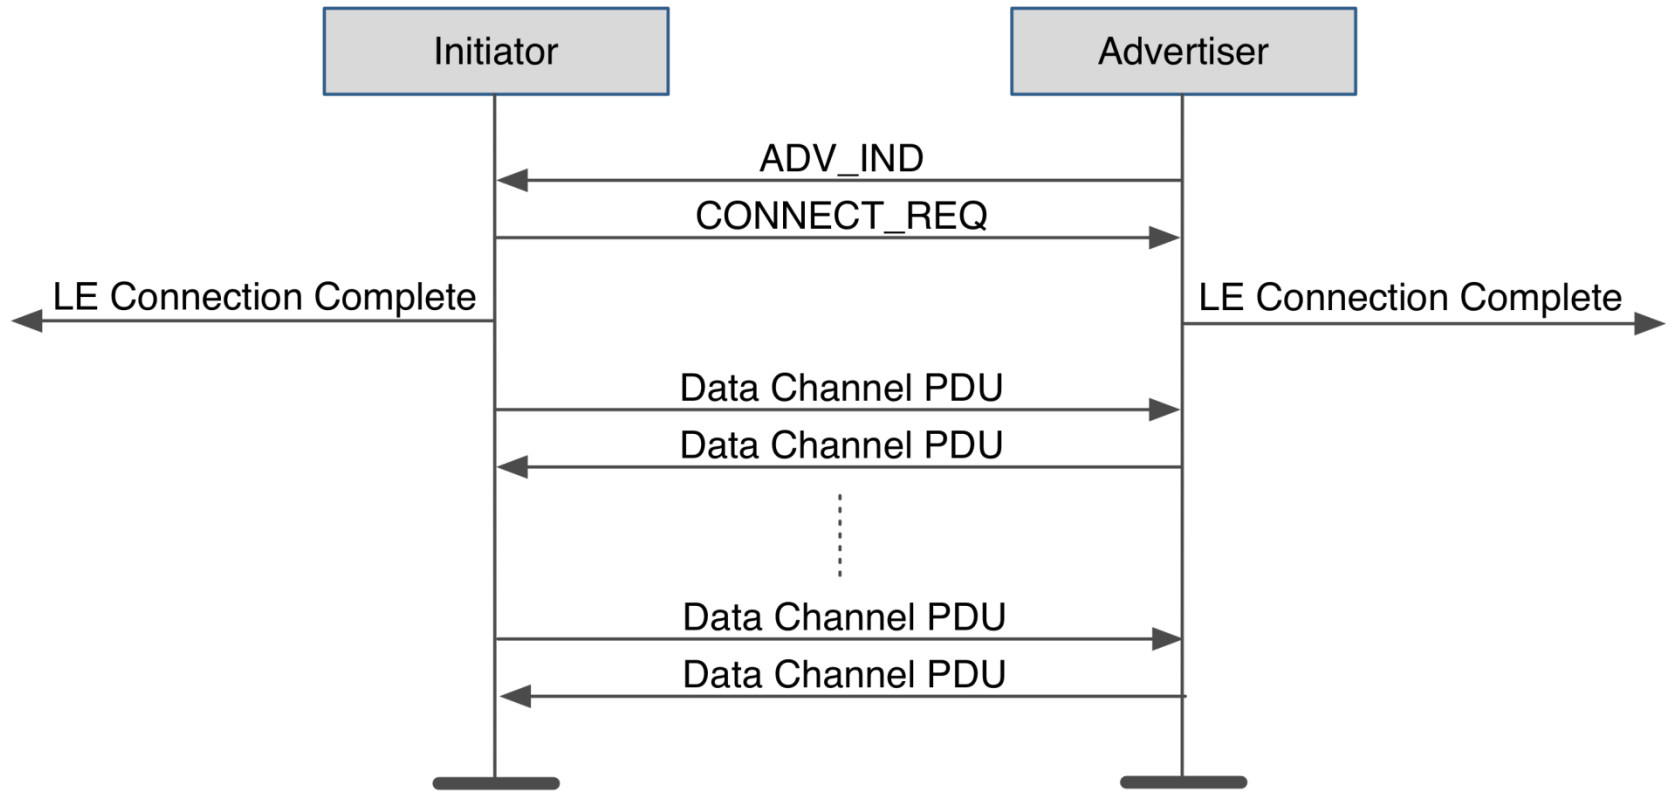 Initiator
Advertiser
ADV_IND
CONNECT_REQ
LE Connection Complete
LE Connection Complete
Data Channel PDU
Data Channel PDU
Data Channel PDU
Data Channel PDU